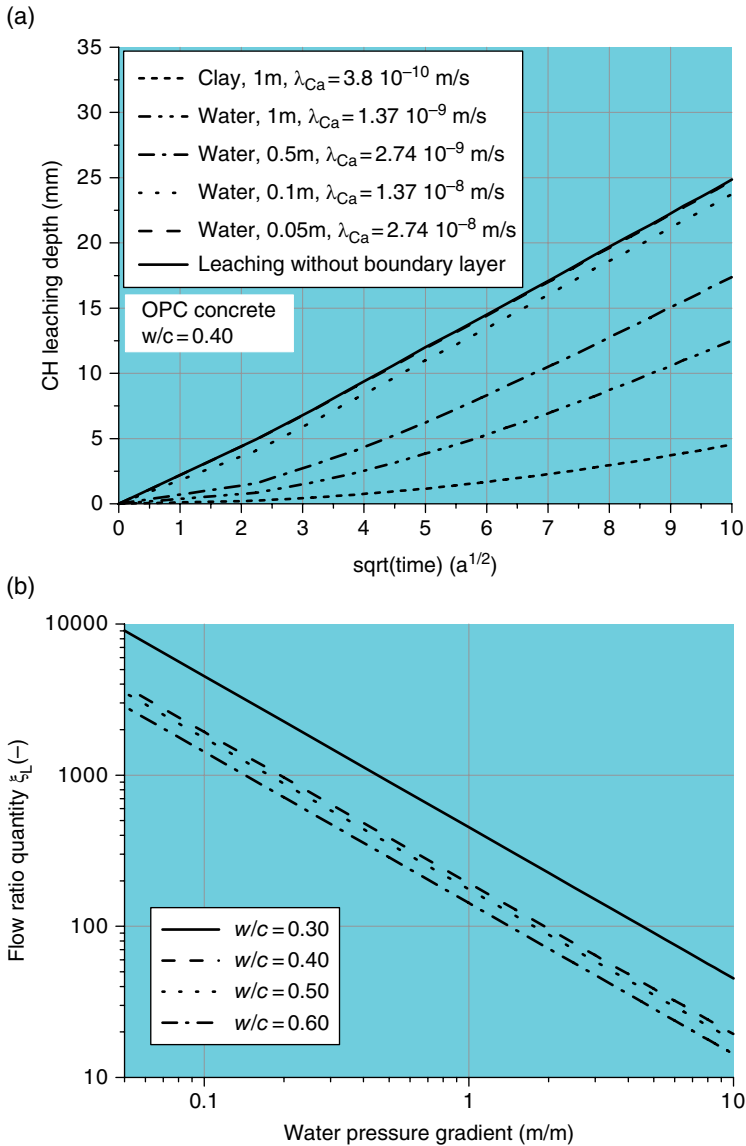 (a)
35
30
25
20
15
10
5
0
CH leaching depth (mm)
Clay, 1m, λCa = 3.8 10⁻¹⁰ m/s
Water, 1m, λCa = 1.37 10⁻⁹ m/s
Water, 0.5m, λCa = 2.74 10⁻⁹ m/s
Water, 0.1m, λCa = 1.37 10⁻⁸ m/s
Water, 0.05m, λCa = 2.74 10⁻⁸ m/s
Leaching without boundary layer
OPC concrete
w/c = 0.40
0 1 2 3 4 5 6 7 8 9 10
sqrt(time) (a¹/²)
(b)
10000
1000
100
10
Flow ratio quantity ξL(–)
w/c = 0.30
w/c = 0.40
w/c = 0.50
w/c = 0.60
0.1 1 10
Water pressure gradient (m/m)